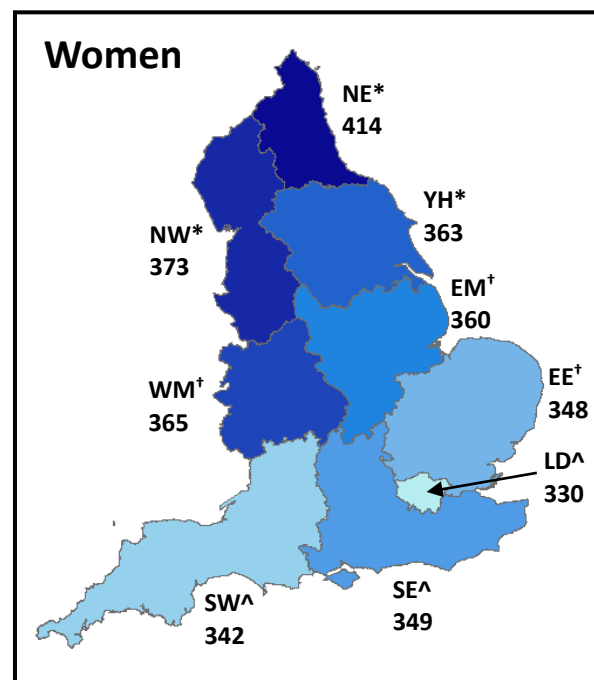 Women
NE*
414
YH*
363
NW*
373
EM†
360
WM†
365
EE†
348
LD^
330
SW^
342
SE^
349